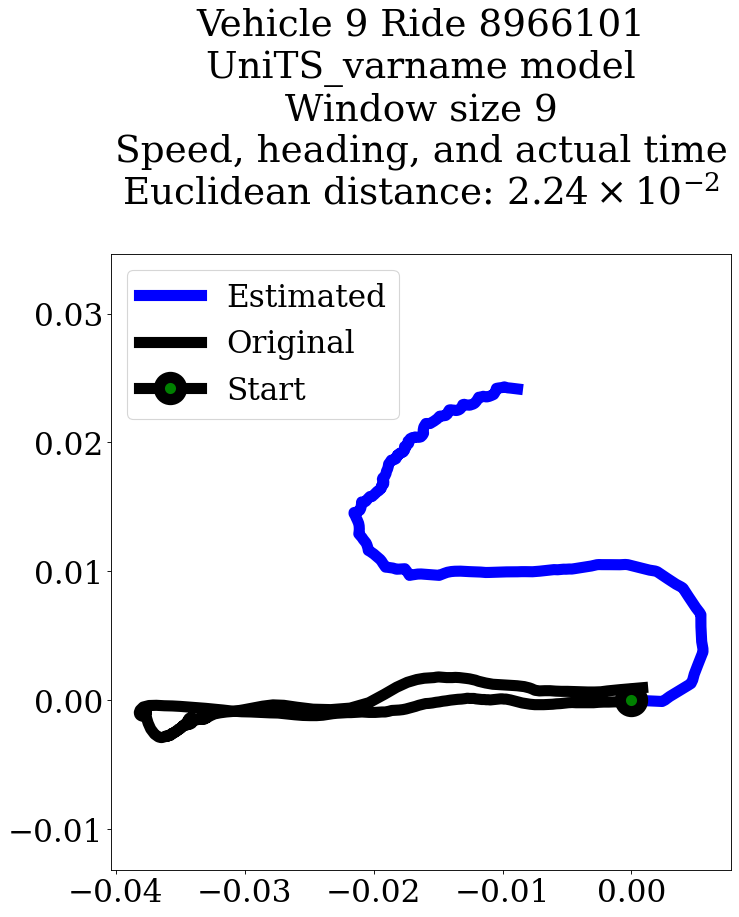 Vehicle 9 Ride 8966101
UniTS_varname model
Window size 9
Speed, heading, and actual time
Euclidean distance: 2.24 × 10⁻²
Estimated
Original
Start
0.03
0.02
0.01
0.00
−0.01
−0.04 −0.03 −0.02 −0.01 0.00